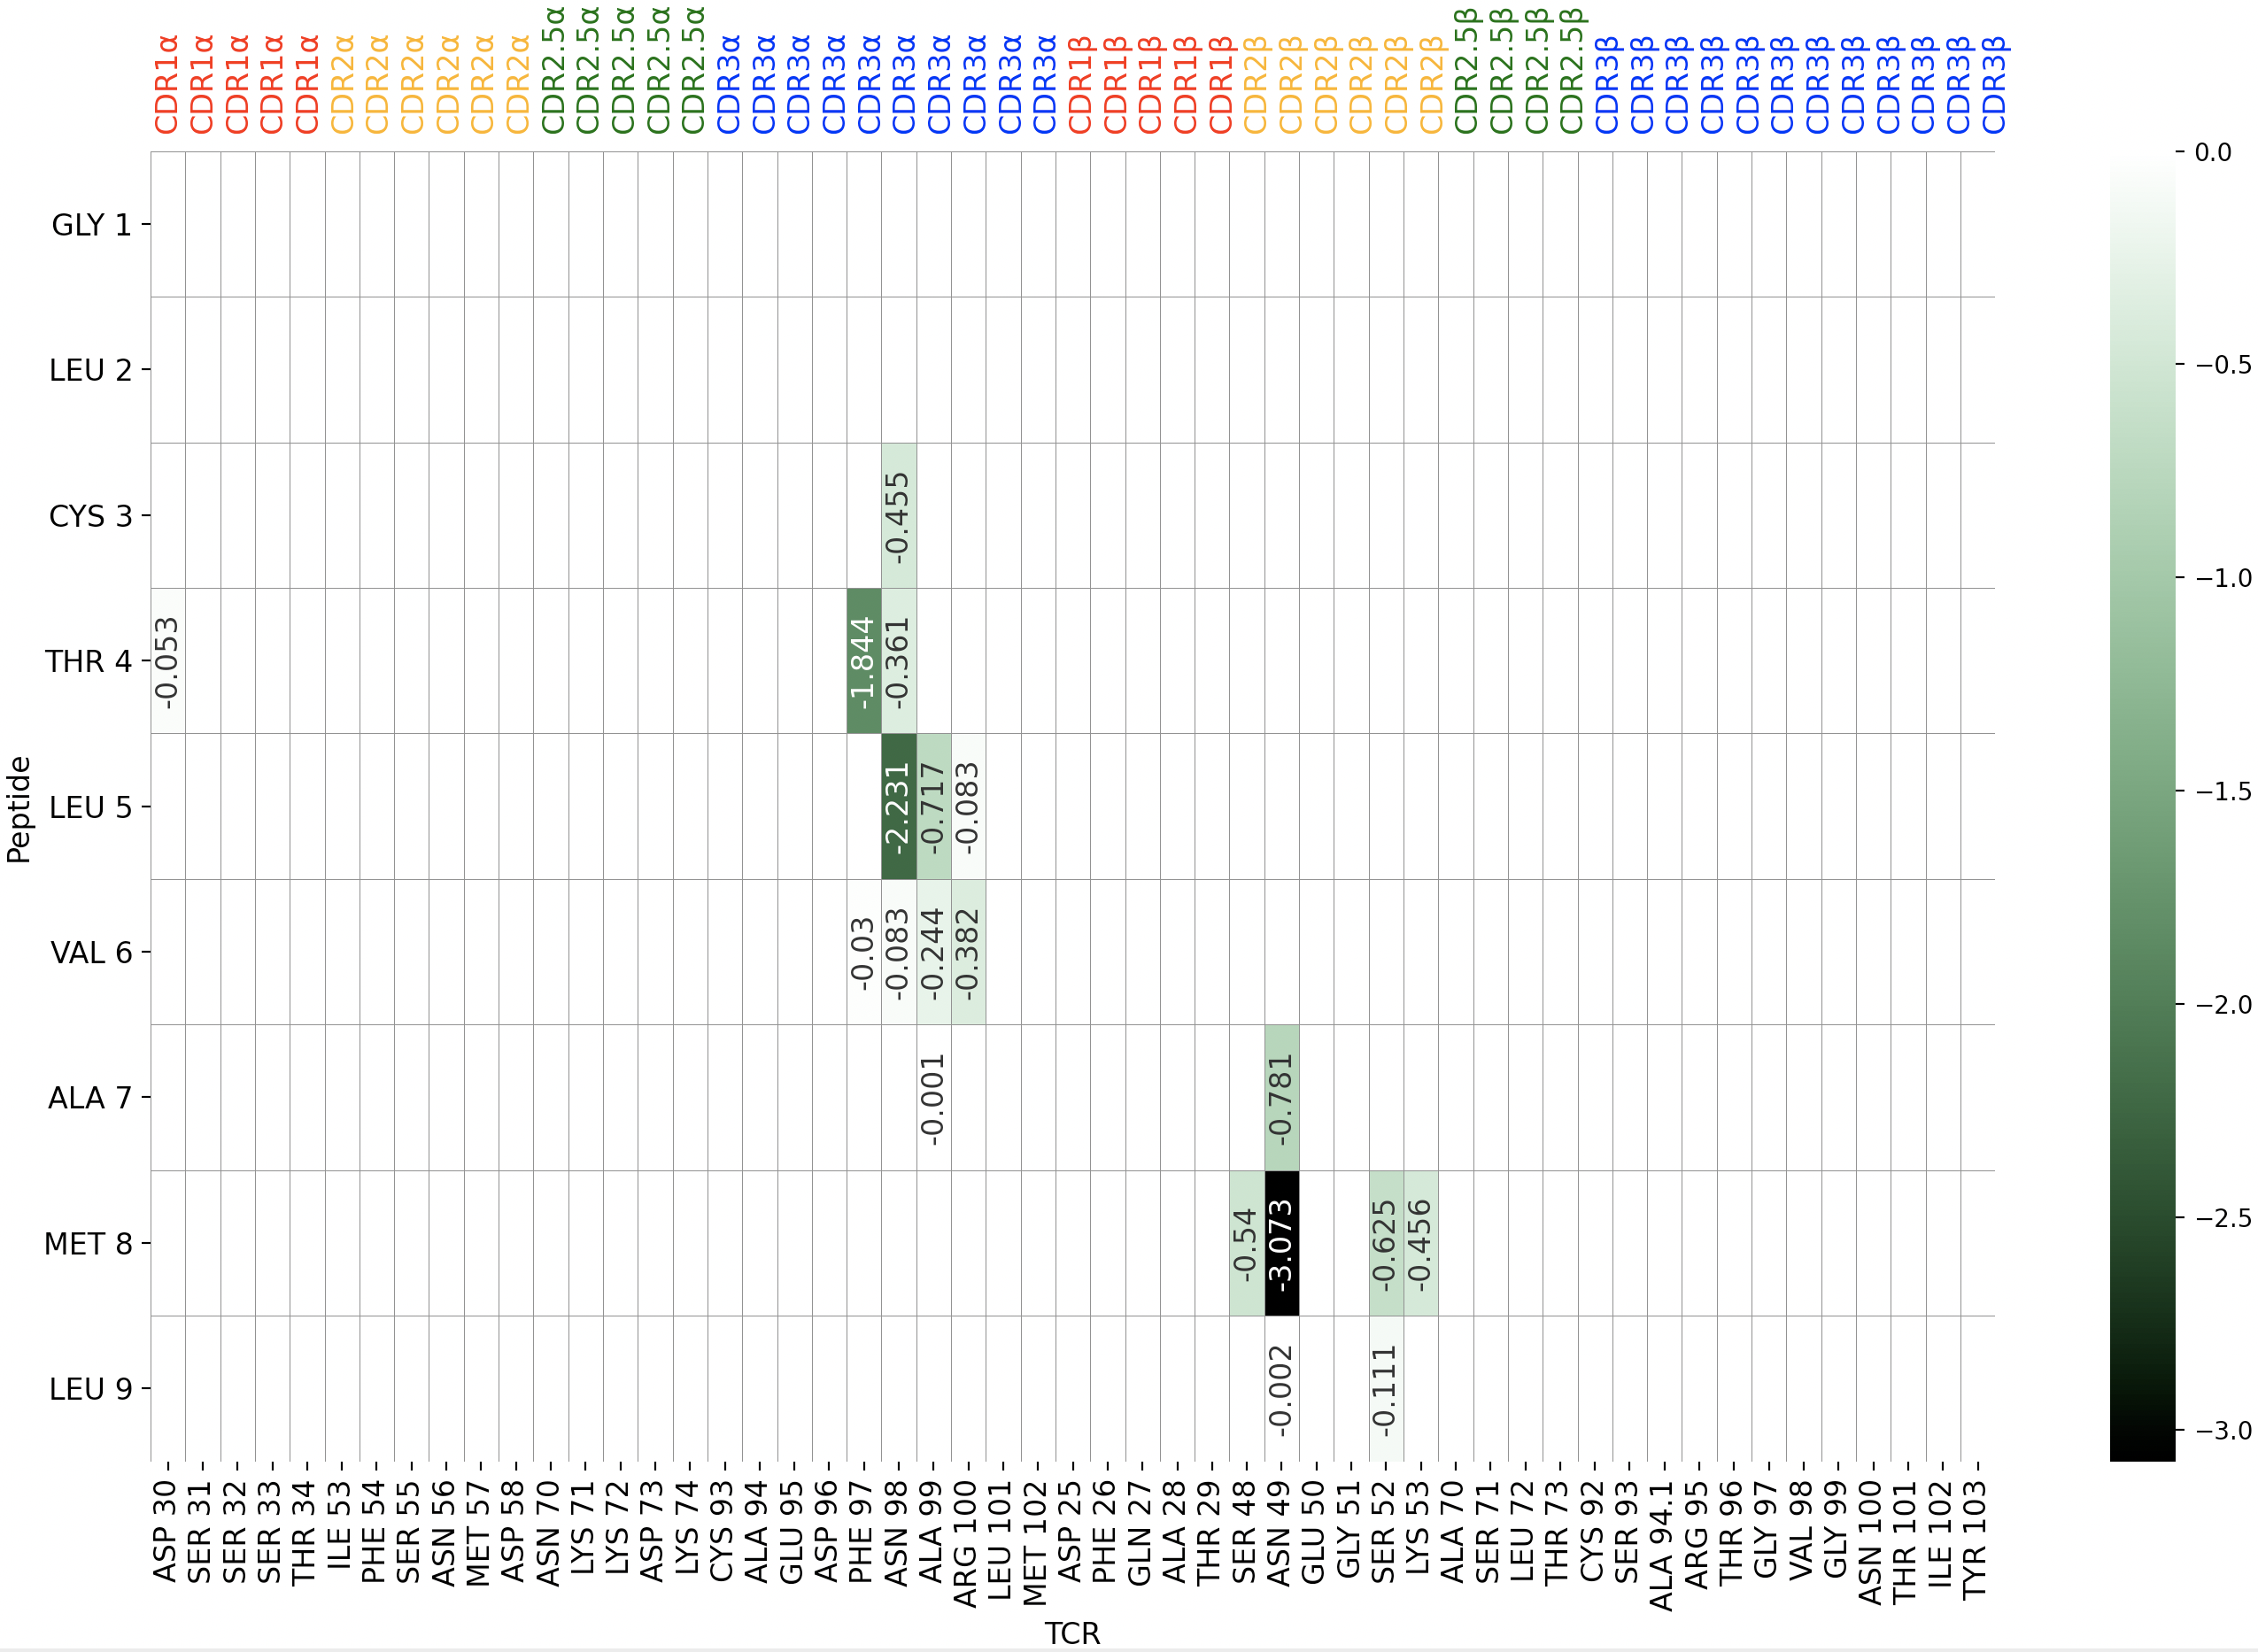 CDR1α CDR1α CDR1α CDR1α CDR1α CDR2α CDR2α CDR2α CDR2α CDR2α CDR2α CDR2.5α CDR2.5α CDR2.5α CDR2.5α CDR2.5α CDR3α CDR3α CDR3α CDR3α CDR3α CDR3α CDR3α CDR3α CDR3α CDR3α CDR1β CDR1β CDR1β CDR1β CDR1β CDR2β CDR2β CDR2β CDR2β CDR2β CDR2β CDR2.5β CDR2.5β CDR2.5β CDR2.5β CDR3β CDR3β CDR3β CDR3β CDR3β CDR3β CDR3β CDR3β CDR3β CDR3β CDR3β CDR3β
Peptide
GLY 1
LEU 2
CYS 3 -0.455
THR 4 -0.053 -1.844 -0.361
LEU 5 -2.231 -0.717 -0.083
VAL 6 -0.03 -0.083 -0.244 -0.382
ALA 7 -0.001 -0.781
MET 8 -0.54 -3.073 -0.625 -0.456
LEU 9 -0.002 -0.111
ASP 30 SER 31 SER 32 SER 33 THR 34 ILE 53 PHE 54 SER 55 ASN 56 MET 57 ASP 58 ASN 70 LYS 71 LYS 72 ASP 73 LYS 74 CYS 93 ALA 94 GLU 95 ASP 96 PHE 97 ASN 98 ALA 99 ARG 100 LEU 101 MET 102 ASP 25 PHE 26 GLN 27 ALA 28 THR 29 SER 48 ASN 49 GLU 50 GLY 51 SER 52 LYS 53 ALA 70 SER 71 LEU 72 THR 73 CYS 92 SER 93 ALA 94.1 ARG 95 THR 96 GLY 97 VAL 98 GLY 99 ASN 100 THR 101 ILE 102 TYR 103
TCR
0.0
−0.5
−1.0
−1.5
−2.0
−2.5
−3.0